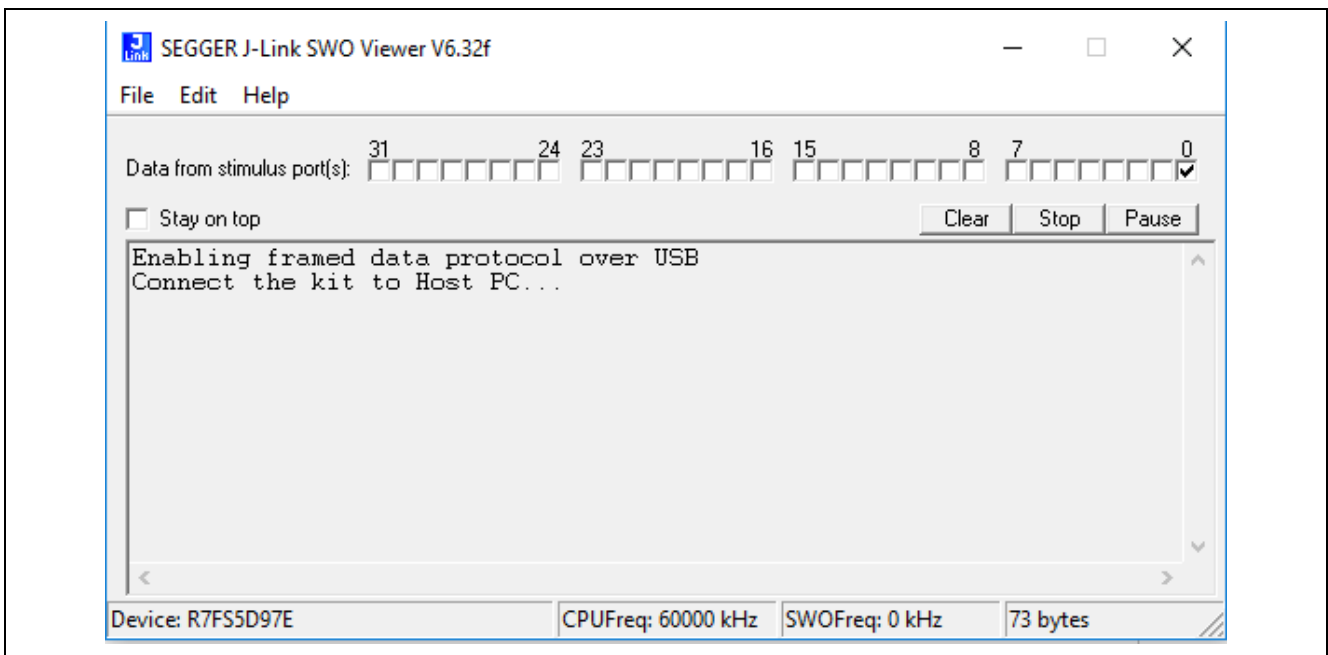 J Link SEGGER J-Link SWO Viewer V6.32f
File Edit Help
Data from stimulus port(s): 31 24 23 16 15 8 7 0
Stay on top Clear Stop Pause
Enabling framed data protocol over USB
Connect the kit to Host PC...
Device: R7FS5D97E CPUFreq: 60000 kHz SWOFreq: 0 kHz 73 bytes